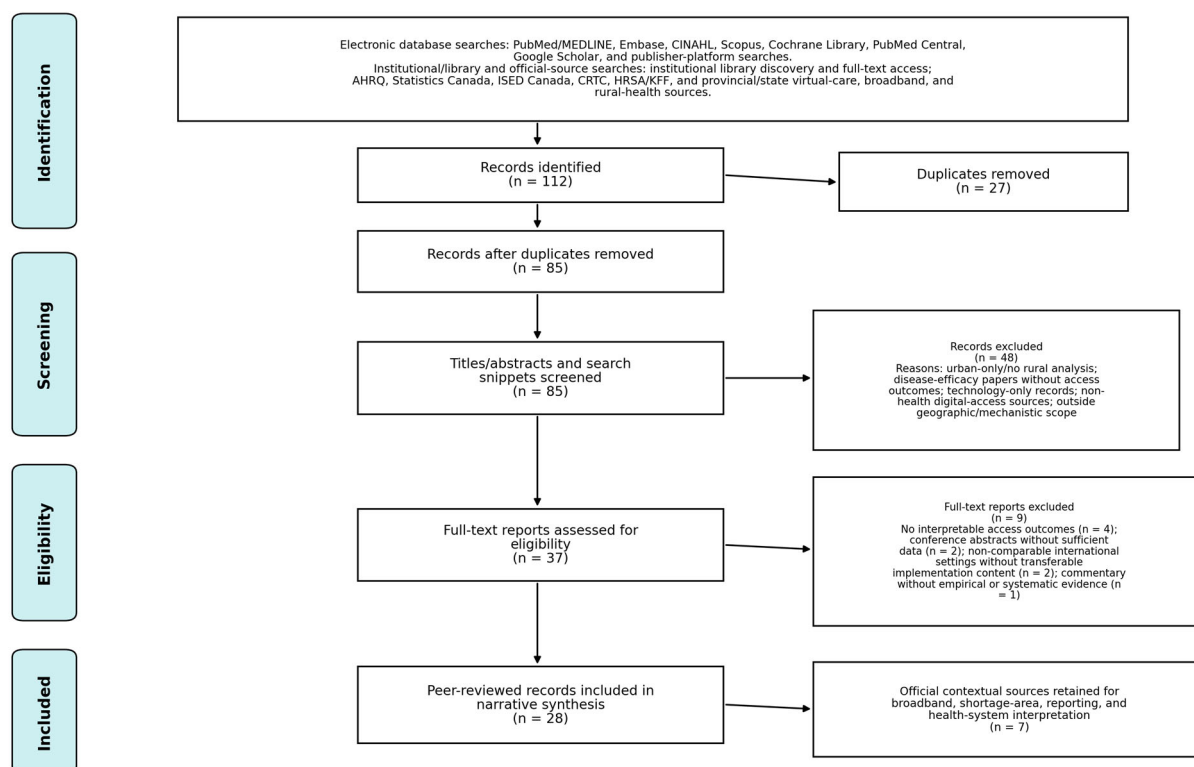 Identification
Electronic database searches: PubMed/MEDLINE, Embase, CINAHL, Scopus, Cochrane Library, PubMed Central,
Google Scholar, and publisher-platform searches.
Institutional/library and official-source searches: institutional library discovery and full-text access;
AHRQ, Statistics Canada, ISED Canada, CRTC, HRSA/KFF, and provincial/state virtual-care, broadband, and
rural-health sources.
Records identified
(n = 112)
Duplicates removed
(n = 27)
Records after duplicates removed
(n = 85)
Screening
Titles/abstracts and search
snippets screened
(n = 85)
Records excluded
(n = 48)
Reasons: urban-only/no rural analysis;
disease-efficacy papers without access
outcomes; technology-only records; non-
health digital-access sources; outside
geographic/mechanistic scope
Eligibility
Full-text reports assessed for
eligibility
(n = 37)
Full-text reports excluded
(n = 9)
No interpretable access outcomes (n = 4);
conference abstracts without sufficient
data (n = 2); non-comparable international
settings without transferable
implementation content (n = 2); commentary
without empirical or systematic evidence (n
= 1)
Included
Peer-reviewed records included in
narrative synthesis
(n = 28)
Official contextual sources retained for
broadband, shortage-area, reporting, and
health-system interpretation
(n = 7)